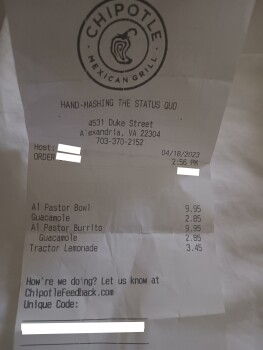 CHIPOTLE
MEXICAN GRILL
HAND-MASHING THE STATUS QUO
4531 Duke Street
Alexandria, VA 22304
703-370-2152
Host:
04/18/2023
ORDER
2:56 PM
Al Pastor Bowl 9.95
Guacamole 2.85
Al Pastor Burrito 9.95
Guacamole 2.85
Tractor Lemonade 3.45
How're we doing? Let us know at
ChipotleFeedback.com
Unique Code: